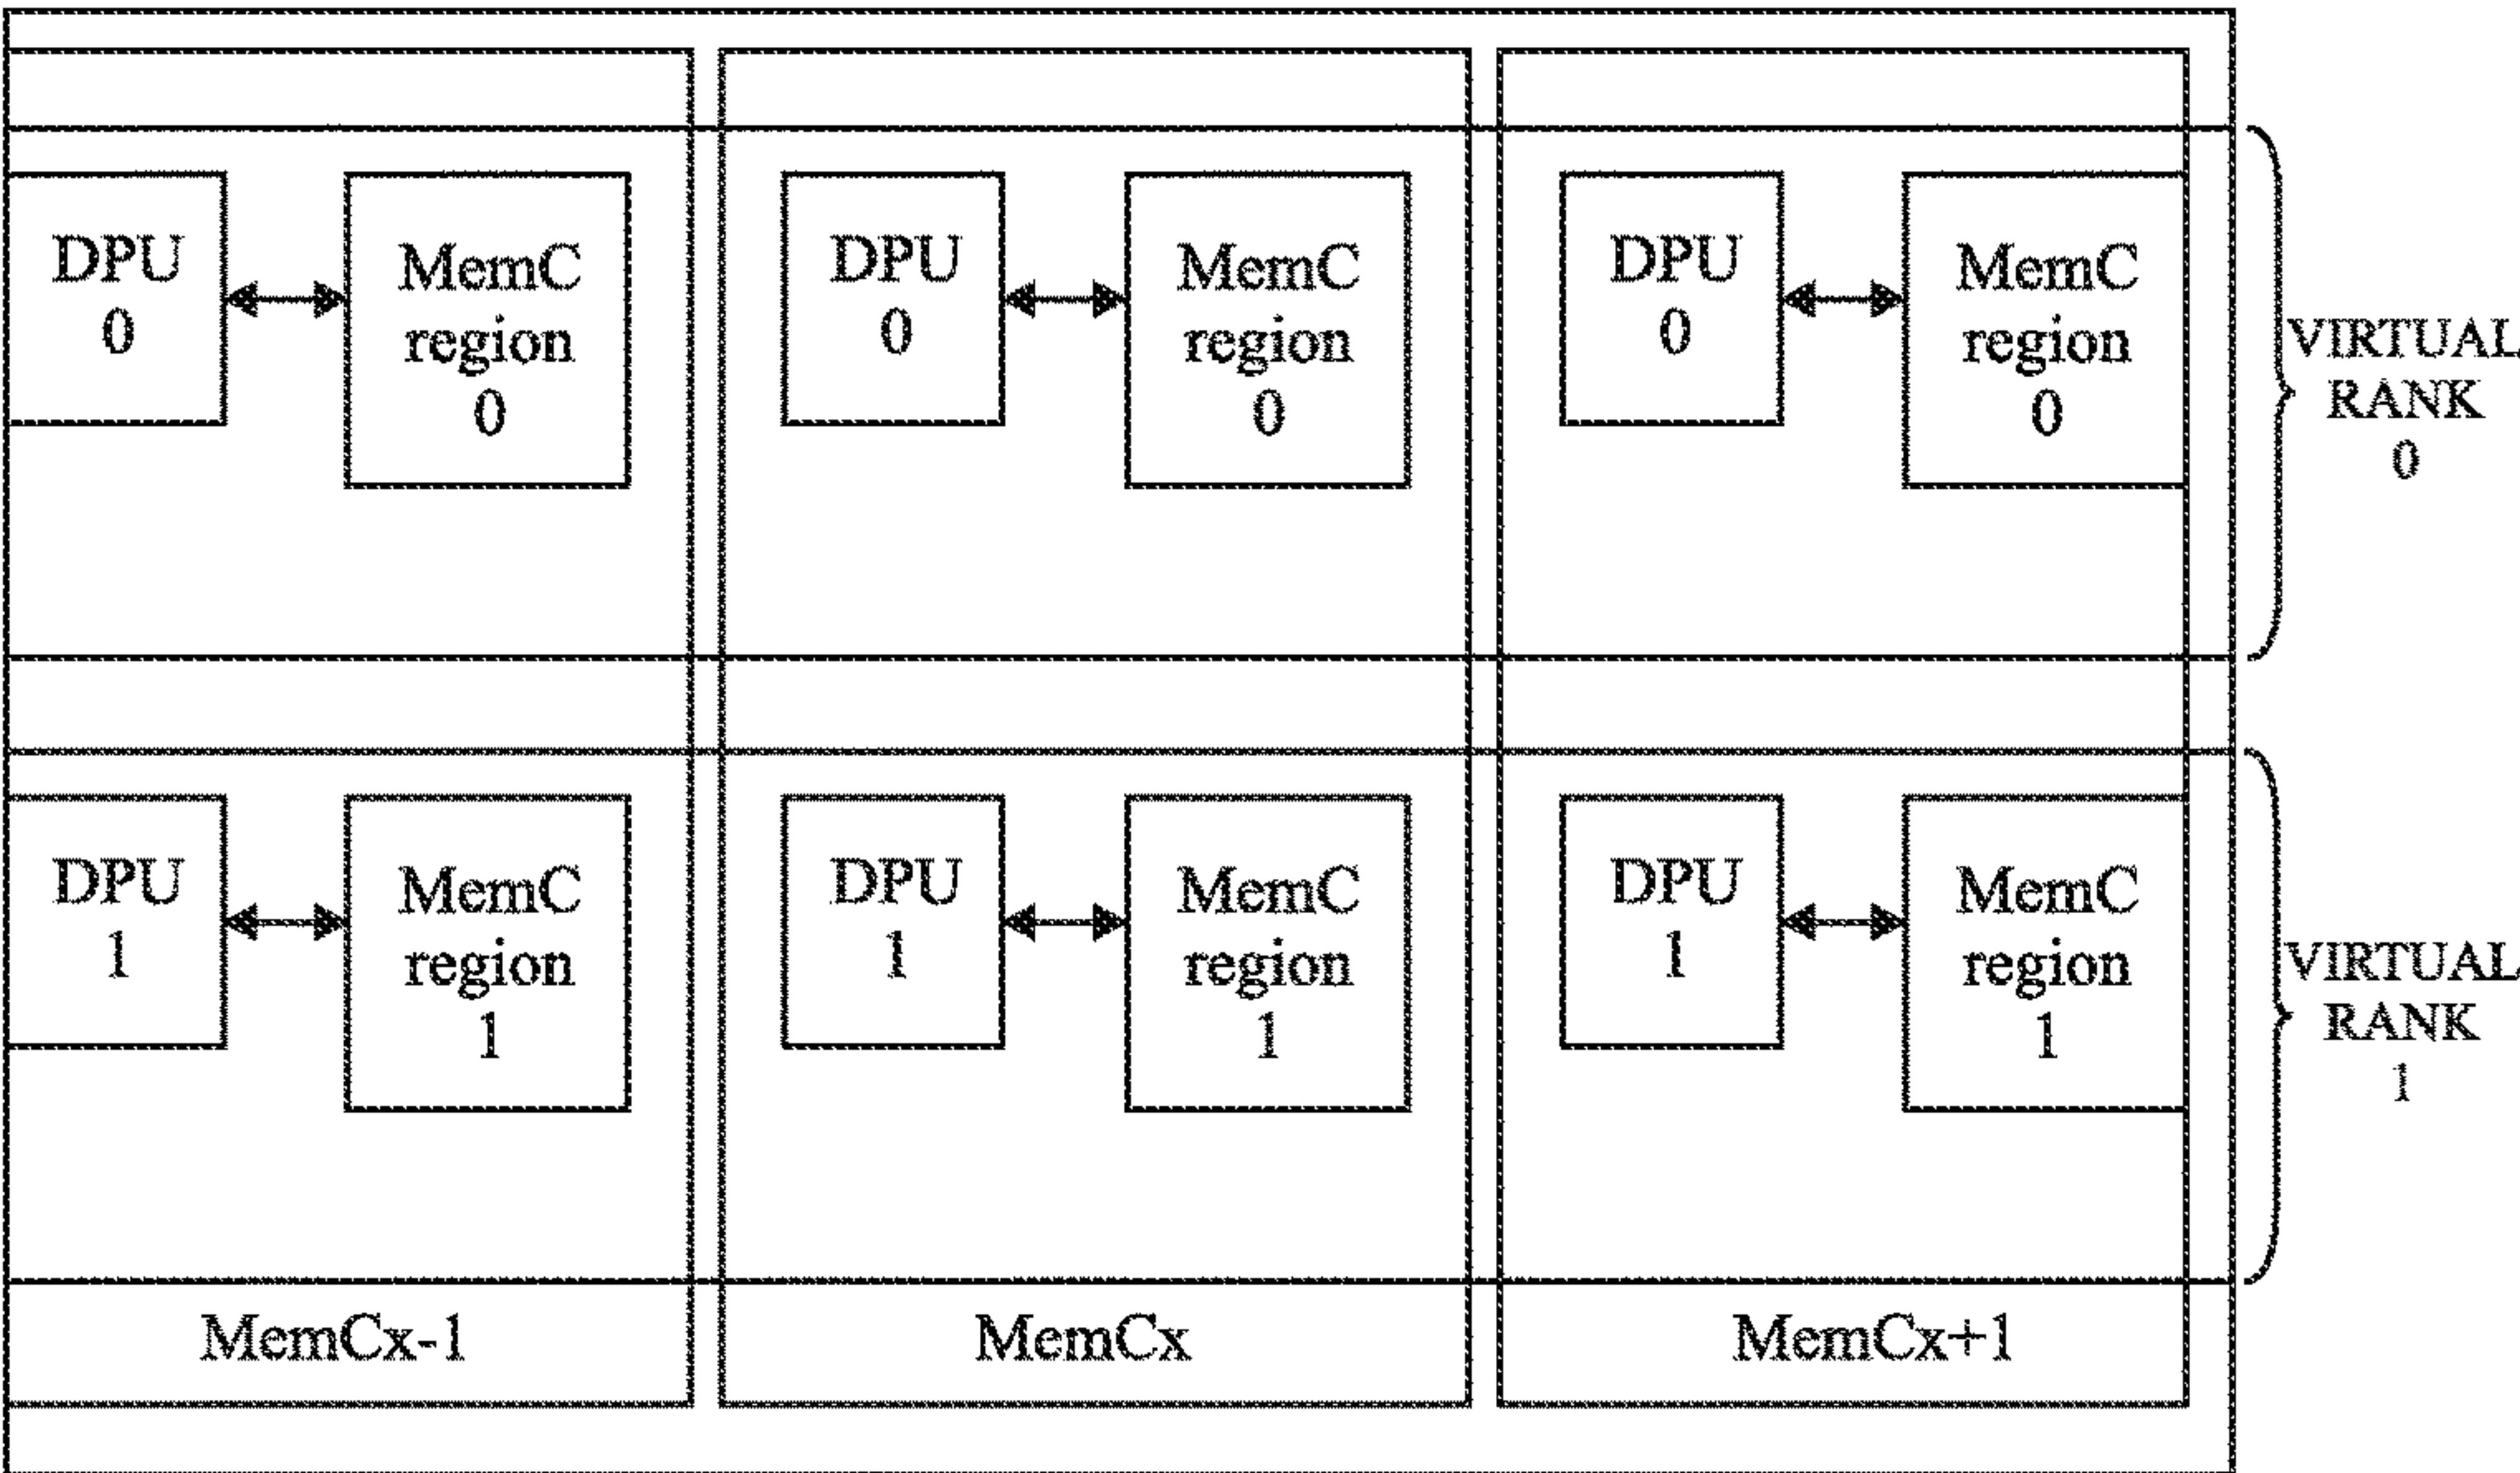 DPU
0
MemC
region
0
DPU
0
MemC
region
0
DPU
0
MemC
region
0
VIRTUAL
RANK
0
DPU
1
MemC
region
1
DPU
1
MemC
region
1
DPU
1
MemC
region
1
VIRTUAL
RANK
1
MemCx-1
MemCx
MemCx+1